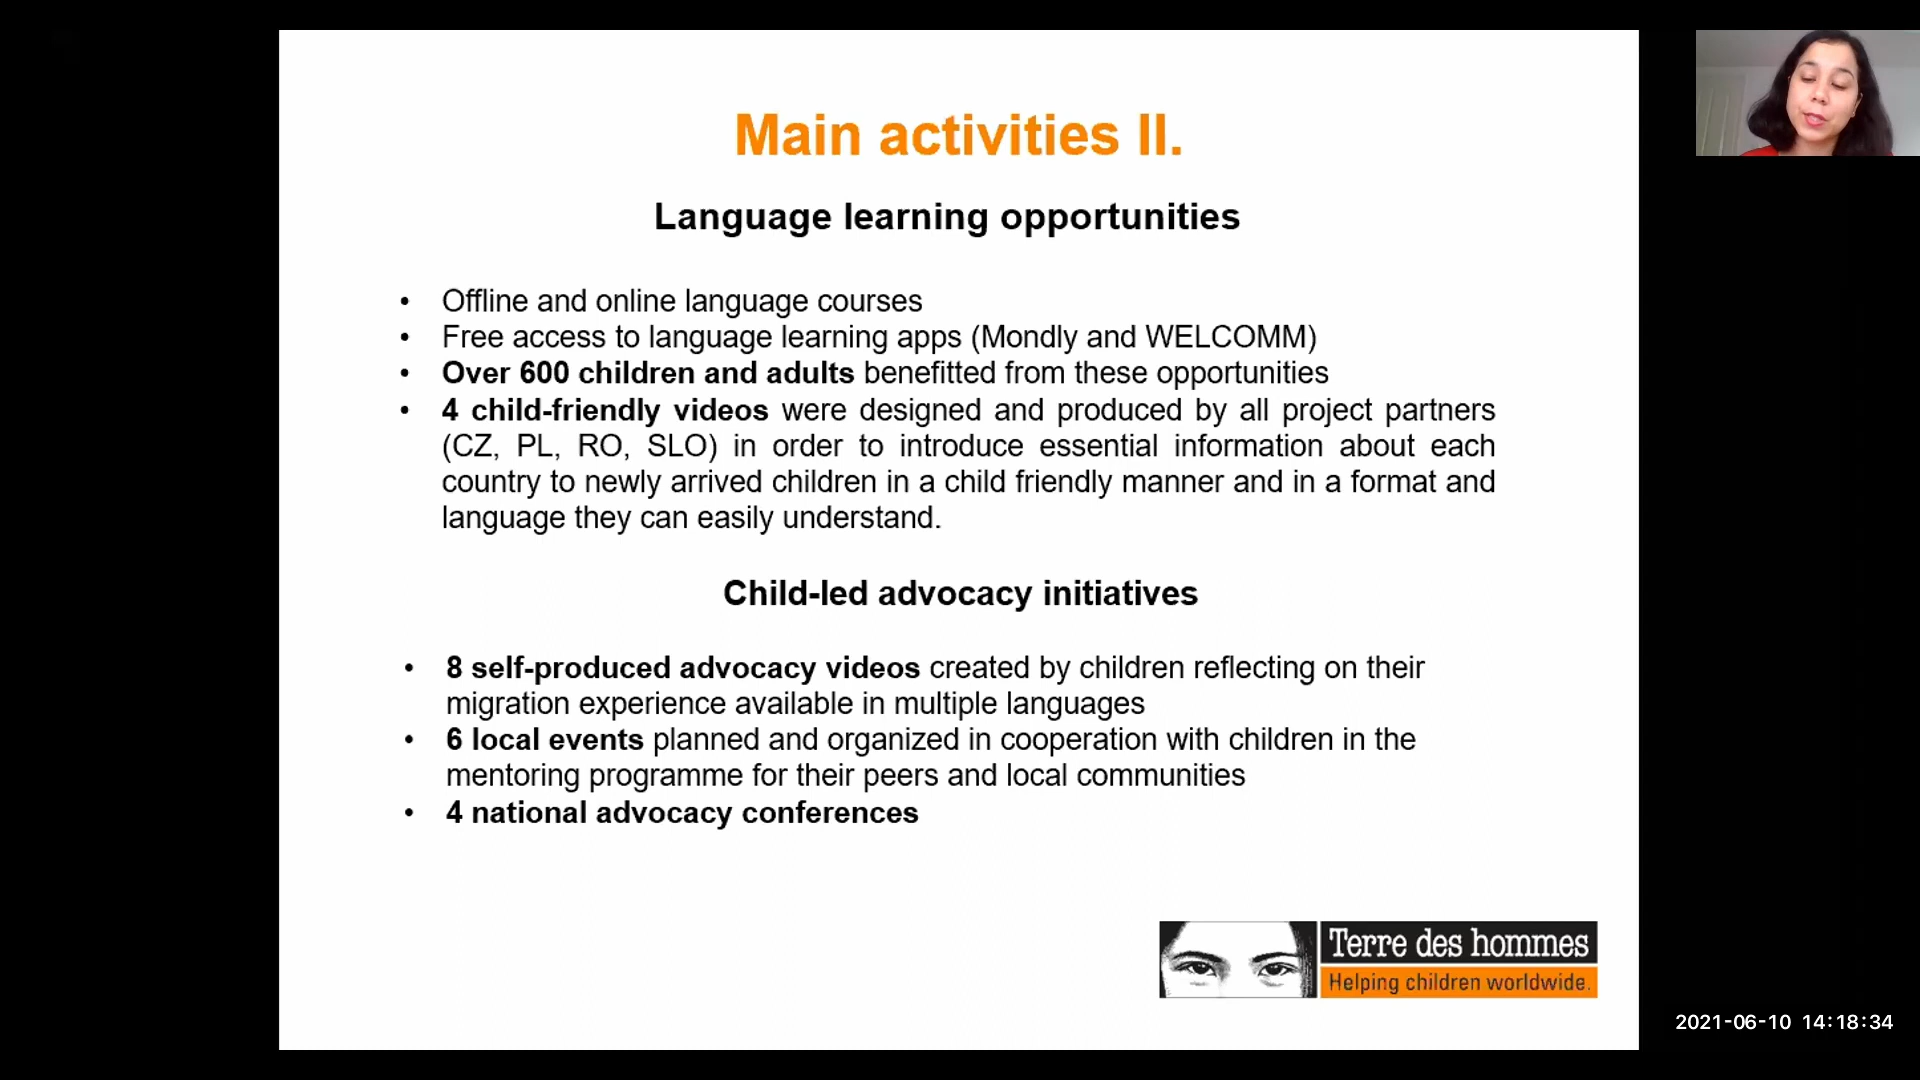 Main activities II.
Language learning opportunities
• Offline and online language courses
• Free access to language learning apps (Mondly and WELCOMM)
• Over 600 children and adults benefitted from these opportunities
• 4 child-friendly videos were designed and produced by all project partners
(CZ, PL, RO, SLO) in order to introduce essential information about each
country to newly arrived children in a child friendly manner and in a format and
language they can easily understand.
Child-led advocacy initiatives
• 8 self-produced advocacy videos created by children reflecting on their
migration experience available in multiple languages
• 6 local events planned and organized in cooperation with children in the
mentoring programme for their peers and local communities
• 4 national advocacy conferences
Terre des hommes
Helping children worldwide.
2021-06-10 14:18:34